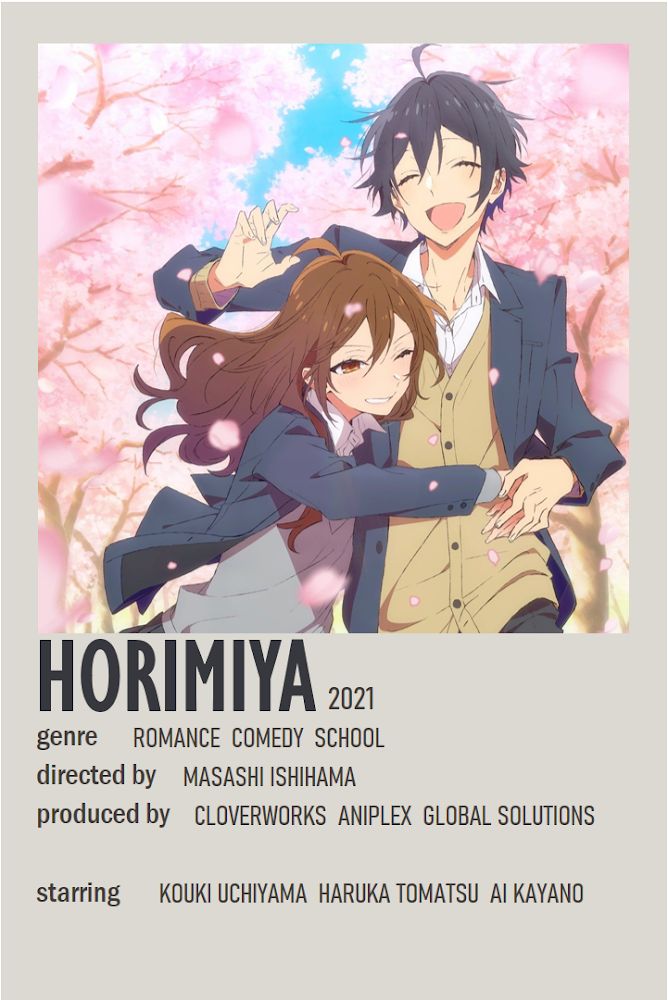 HORIMIYA 2021
genre ROMANCE COMEDY SCHOOL
directed by MASASHI ISHIHAMA
produced by CLOVERWORKS ANIPLEX GLOBAL SOLUTIONS
starring KOUKI UCHIYAMA HARUKA TOMATSU AI KAYANO